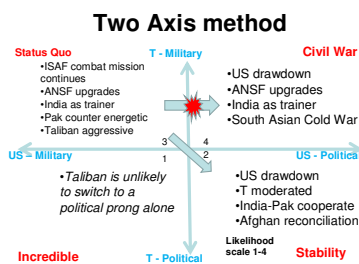 Two Axis method
Status Quo
T - Military
Civil War
•ISAF combat mission
continues
•ANSF upgrades
•India as trainer
•Pak counter energetic
•Taliban aggressive
•US drawdown
•ANSF upgrades
•India as trainer
•South Asian Cold War
3 4
US – Military
US - Political
1 2
•Taliban is unlikely
to switch to a
political prong alone
•US drawdown
•T moderated
•India-Pak cooperate
•Afghan reconciliation
Likelihood
scale 1-4
Incredible
T - Political
Stability